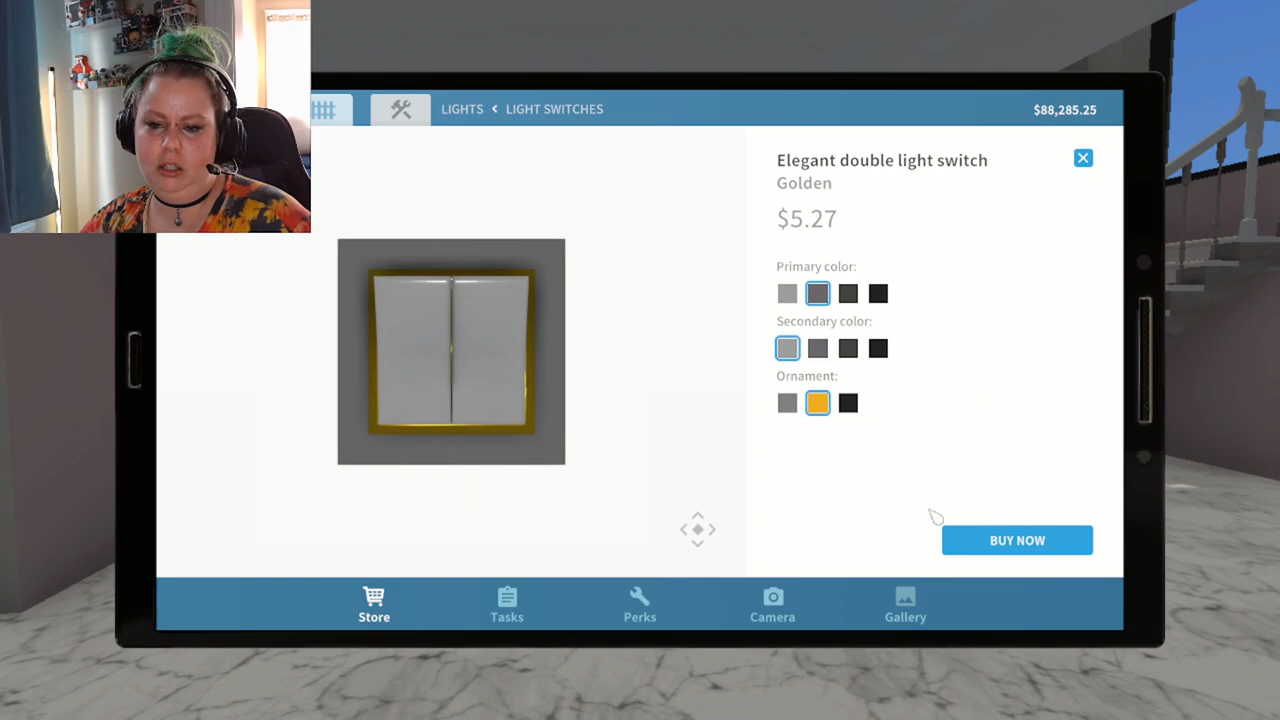 LIGHTS < LIGHT SWITCHES
$88,285.25
Elegant double light switch
Golden
$5.27
Primary color:
Secondary color:
Ornament:
BUY NOW
Store
Tasks
Perks
Camera
Gallery